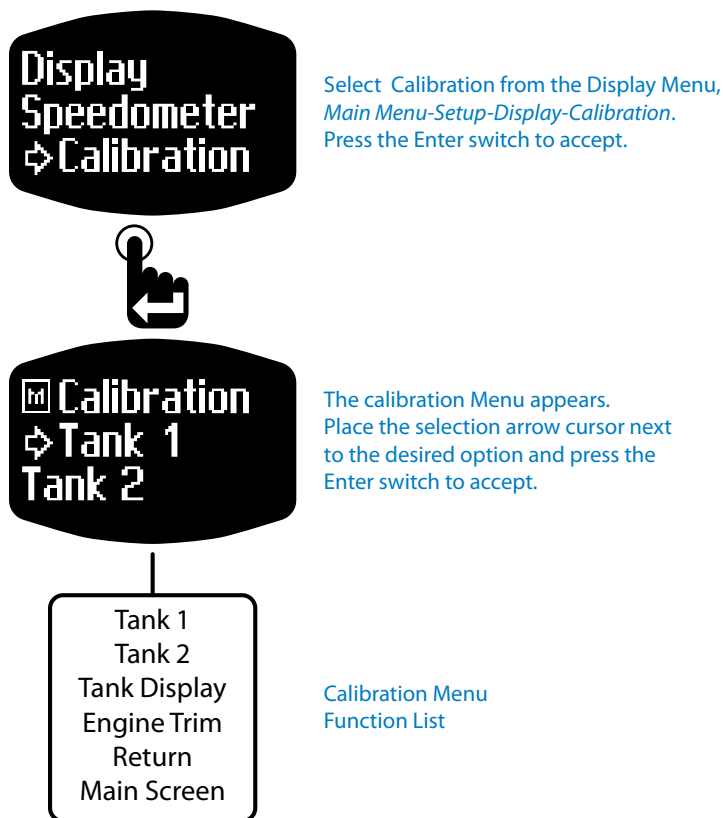 Display
Speedometer
Calibration
Select Calibration from the Display Menu,
Main Menu-Setup-Display-Calibration.
Press the Enter switch to accept.
Calibration
Tank 1
Tank 2
The calibration Menu appears.
Place the selection arrow cursor next
to the desired option and press the
Enter switch to accept.
Tank 1
Tank 2
Tank Display
Engine Trim
Return
Main Screen
Calibration Menu
Function List